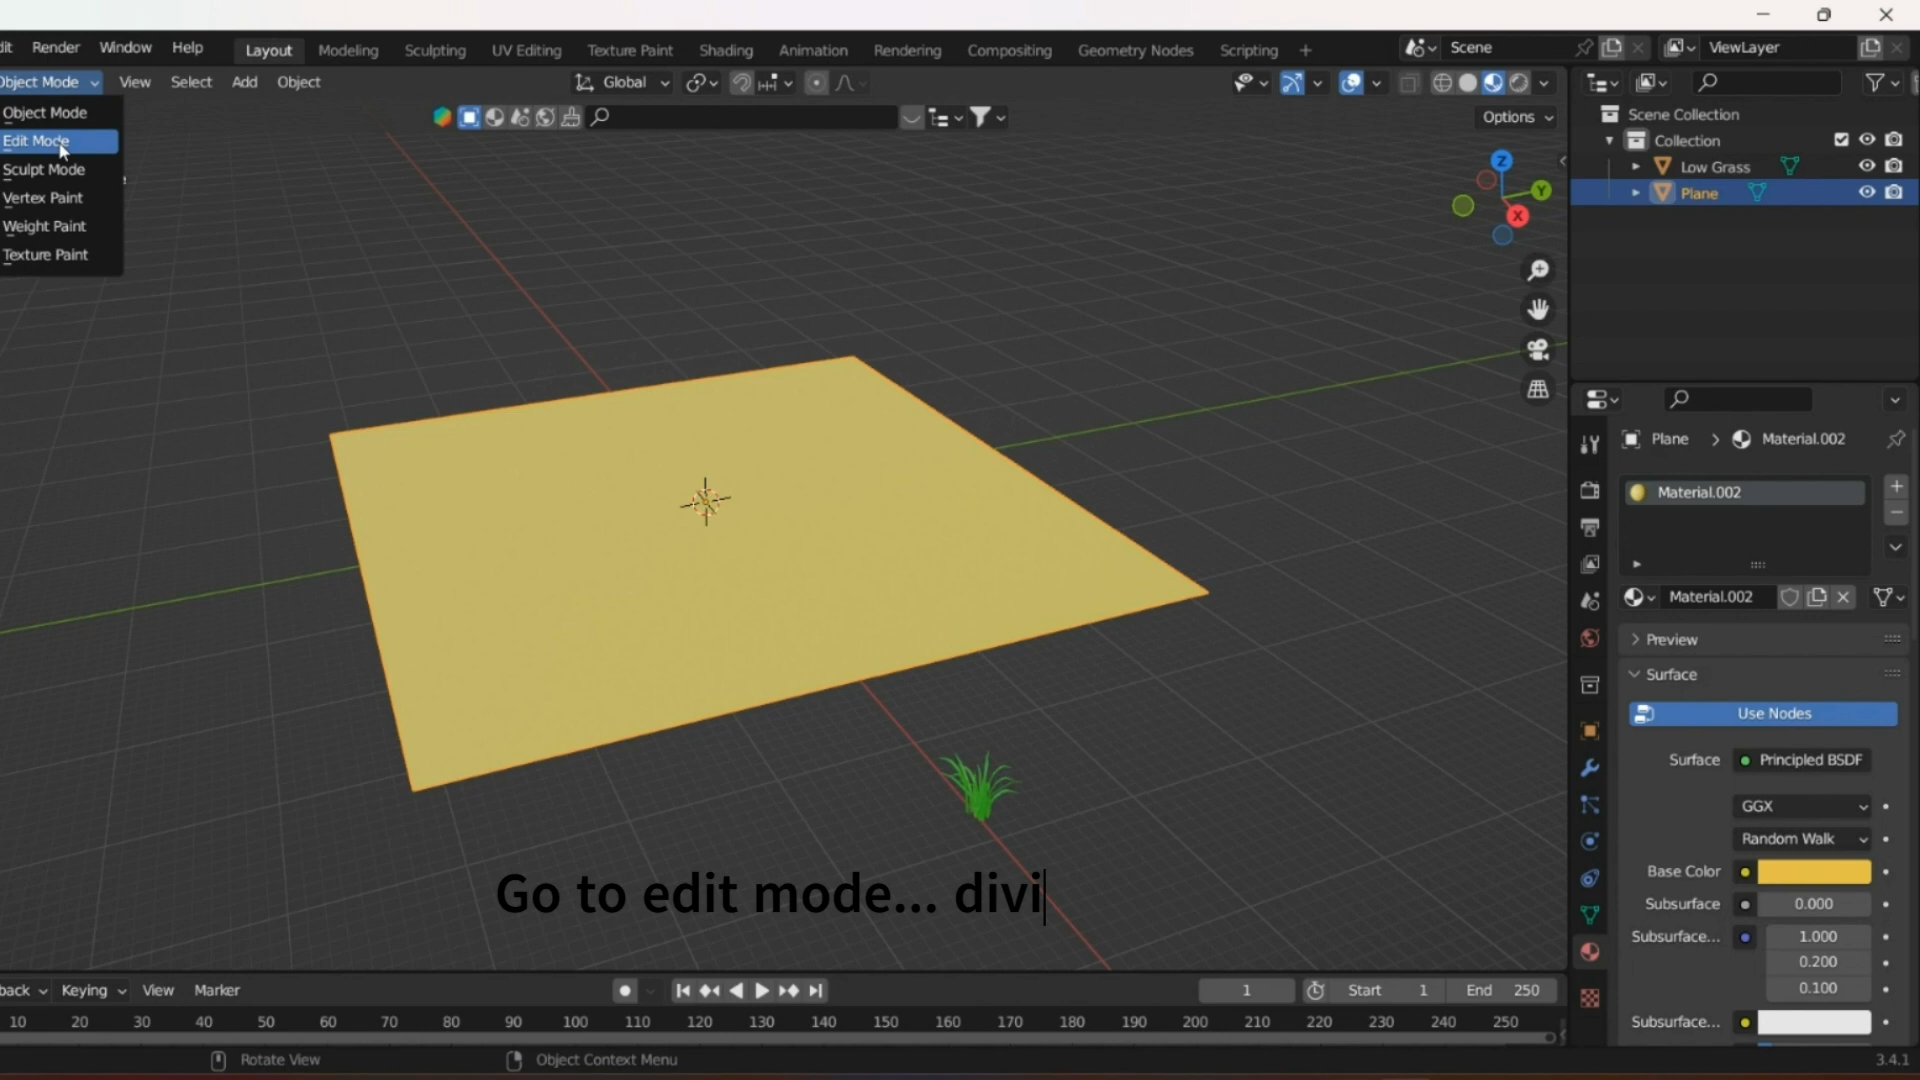 dit Render Window Help Layout Modeling Sculpting UV Editing Texture Paint Shading Animation Rendering Compositing Geometry Nodes Scripting + Scene ViewLayer
Object Mode View Select Add Object Global
Options
Object Mode
Edit Mode
Sculpt Mode
Vertex Paint
Weight Paint
Texture Paint
Z
Y
X
Scene Collection
Collection
Low Grass
Plane
Plane > Material.002
Material.002
Material.002
Preview
Surface
Use Nodes
Surface Principled BSDF
GGX
Random Walk
Base Color
Subsurface 0.000
Subsurface... 1.000
0.200
0.100
Subsurface...
Go to edit mode... divi
back Keying View Marker 1 Start 1 End 250
10 20 30 40 50 60 70 80 90 100 110 120 130 140 150 160 170 180 190 200 210 220 230 240 250
Rotate View Object Context Menu 3.4.1